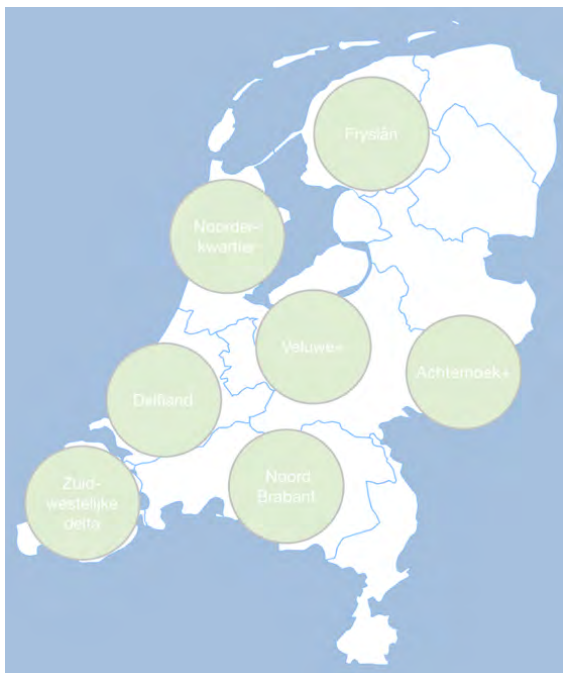 Fryslân
Noorder-
kwartier
Veluwe+
Achterhoek+
Delfland
Noord
Brabant
Zuid-
westelijke
delta